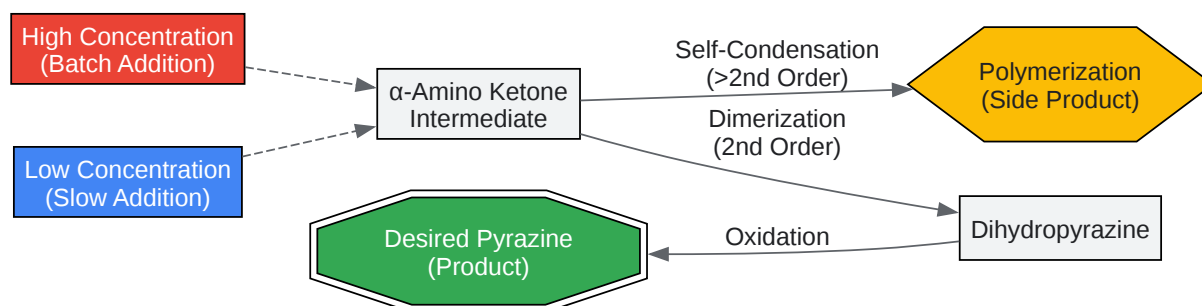 High Concentration
(Batch Addition)
Low Concentration
(Slow Addition)
α-Amino Ketone
Intermediate
Self-Condensation
(>2nd Order)
Dimerization
(2nd Order)
Polymerization
(Side Product)
Dihydropyrazine
Oxidation
Desired Pyrazine
(Product)